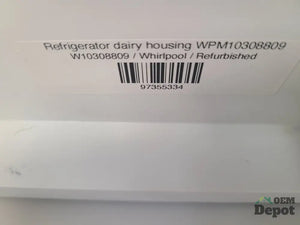 Refrigerator dairy housing WPM10308809
W10308809 / Whirlpool / Refurbished
97355334
OEM
Depot